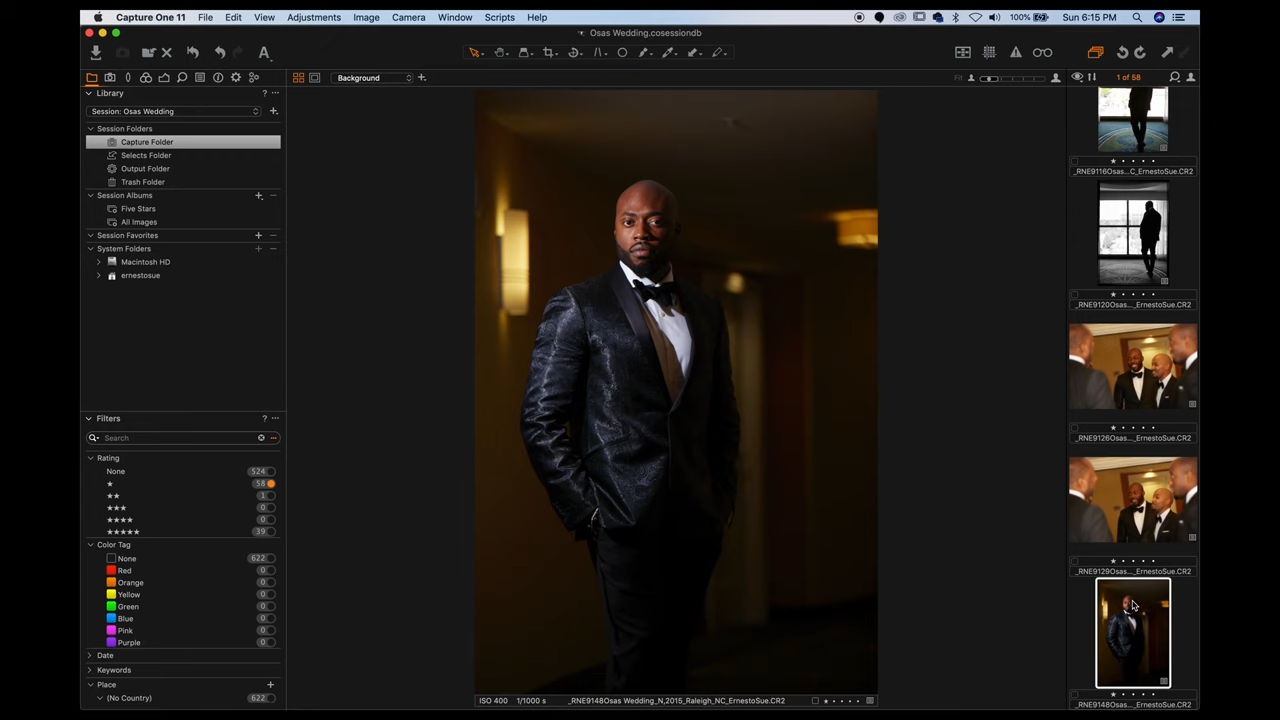 Capture One 11 File Edit View Adjustments Image Camera Window Scripts Help 100% Sun 6:15 PM
Osas Wedding.cosessiondb
Background Fit 1 of 58
Library ?
Session: Osas Wedding
Session Folders
Capture Folder
Selects Folder
Output Folder
Trash Folder
Session Albums
Five Stars
All Images
Session Favorites
System Folders
Macintosh HD
ernestosue
Filters ?
Search
Rating
None 524
★ 58
★★ 1
★★★ 0
★★★★ 0
★★★★★ 39
Color Tag
None 622
Red 0
Orange 0
Yellow 0
Green 0
Blue 0
Pink 0
Purple 0
Date
Keywords
Place
(No Country) 622
ISO 400 1/1000 s _RNE9148Osas Wedding_N,2015_Raleigh_NC_ErnestoSue.CR2
_RNE9116Osas...C_ErnestoSue.CR2
_RNE9120Osas..._ErnestoSue.CR2
_RNE9126Osas..._ErnestoSue.CR2
_RNE9129Osas..._ErnestoSue.CR2
_RNE9148Osas..._ErnestoSue.CR2